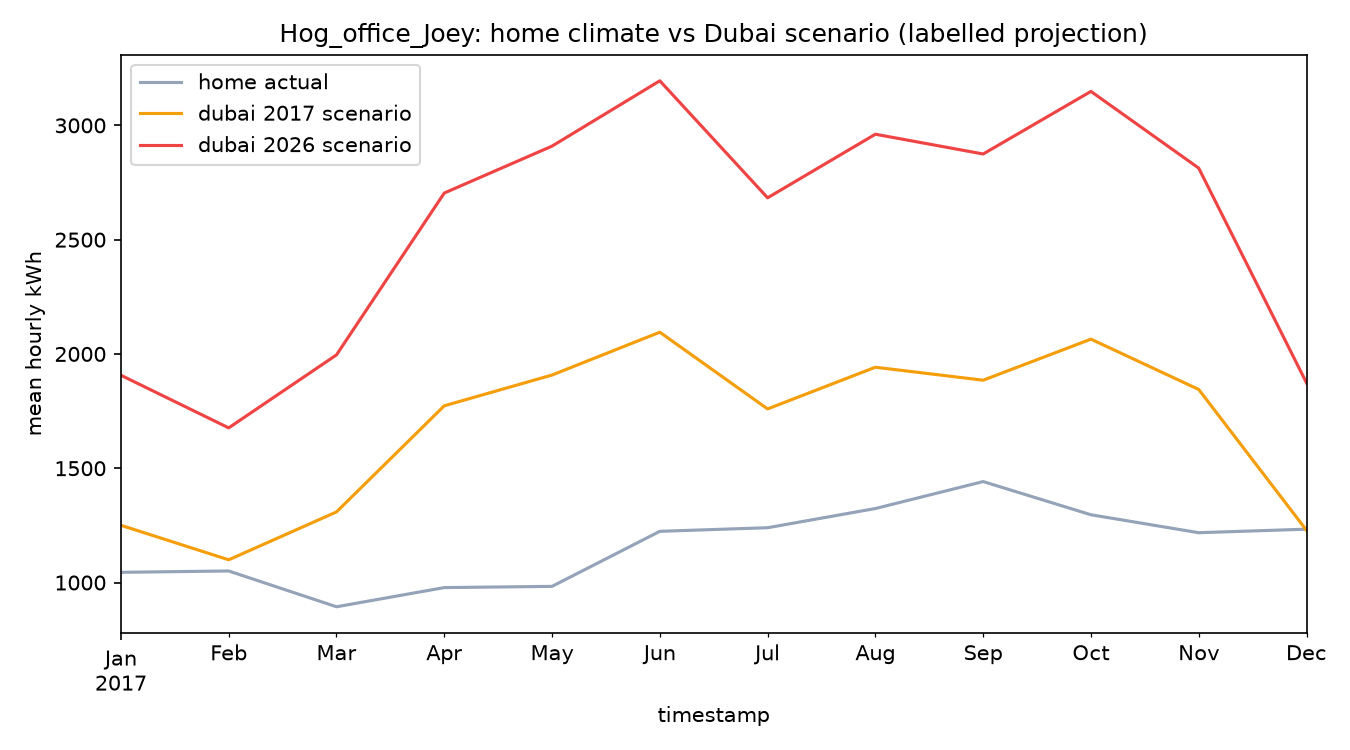 Hog_office_Joey: home climate vs Dubai scenario (labelled projection)
home actual
dubai 2017 scenario
dubai 2026 scenario
mean hourly kWh
3000
2500
2000
1500
1000
Jan Feb Mar Apr May Jun Jul Aug Sep Oct Nov Dec
2017
timestamp